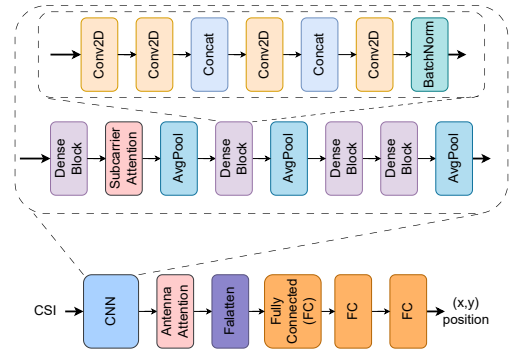 Conv2D
Conv2D
Concat
Conv2D
Concat
Conv2D
BatchNorm
Dense
Block
Subcarrier
Attention
AvgPool
Dense
Block
AvgPool
Dense
Block
Dense
Block
AvgPool
CSI
CNN
Antenna
Attention
Falatten
Fully
Connected
(FC)
FC
FC
(x,y)
position